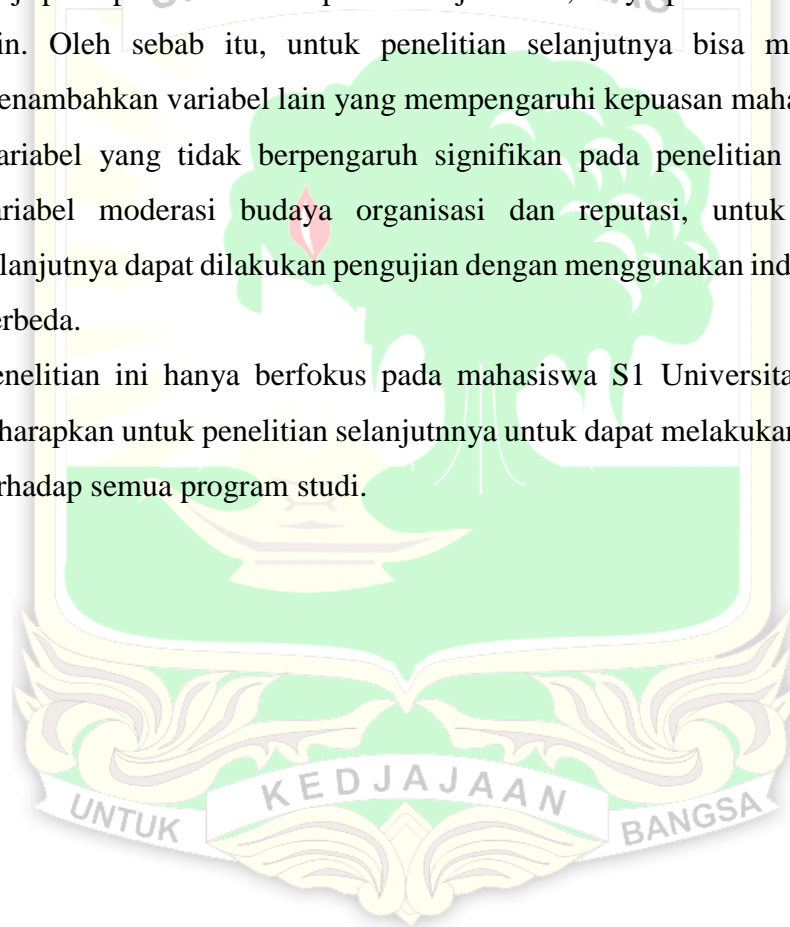 in. Oleh sebab itu, untuk penelitian selanjutnya bisa m
enambahkan variabel lain yang mempengaruhi kepuasan maha
ariabel yang tidak berpengaruh signifikan pada penelitian
ariabel moderasi budaya organisasi dan reputasi, untuk
lanjutnya dapat dilakukan pengujian dengan menggunakan ind
erbeda.
enelitian ini hanya berfokus pada mahasiswa S1 Universita
harapkan untuk penelitian selanjutnnya untuk dapat melakukan
rhadap semua program studi.
UNTUK KEDJAJAAN BANGSA